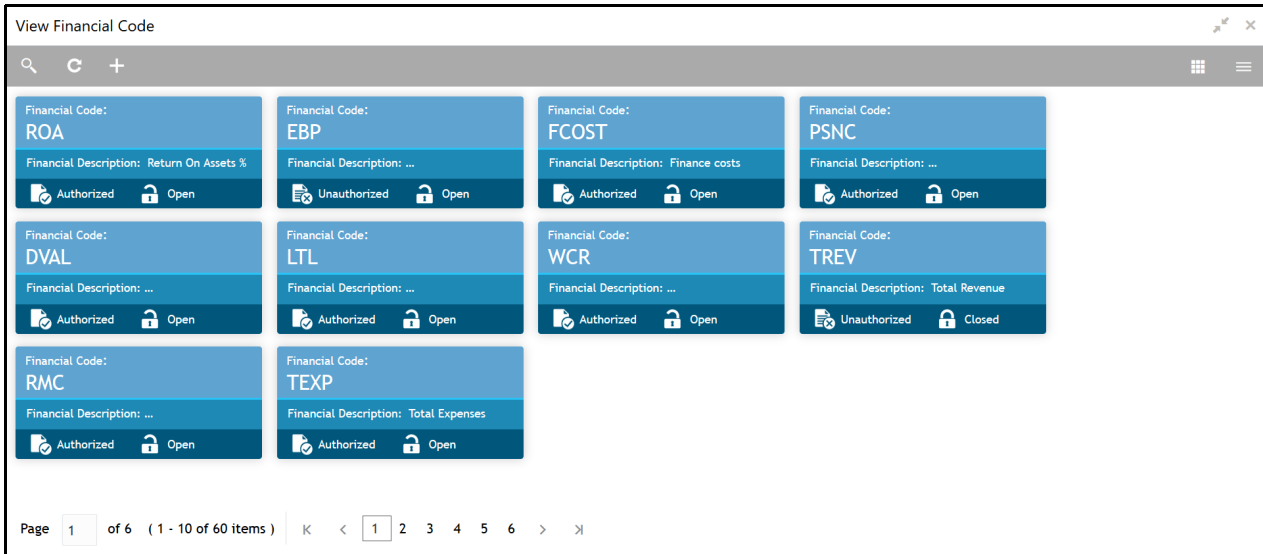 View Financial Code
Financial Code: Financial Code: Financial Code: Financial Code:
ROA EBP FCOST PSNC
Financial Description: Return On Assets % Financial Description: ... Financial Description: Finance costs Financial Description: ...
Authorized Open Unauthorized Open Authorized Open Authorized Open
Financial Code: Financial Code: Financial Code: Financial Code:
DVAL LTL WCR TREV
Financial Description: ... Financial Description: ... Financial Description: ... Financial Description: Total Revenue
Authorized Open Authorized Open Authorized Open Unauthorized Closed
Financial Code: Financial Code:
RMC TEXP
Financial Description: ... Financial Description: Total Expenses
Authorized Open Authorized Open
Page 1 of 6 ( 1 - 10 of 60 items ) 1 2 3 4 5 6